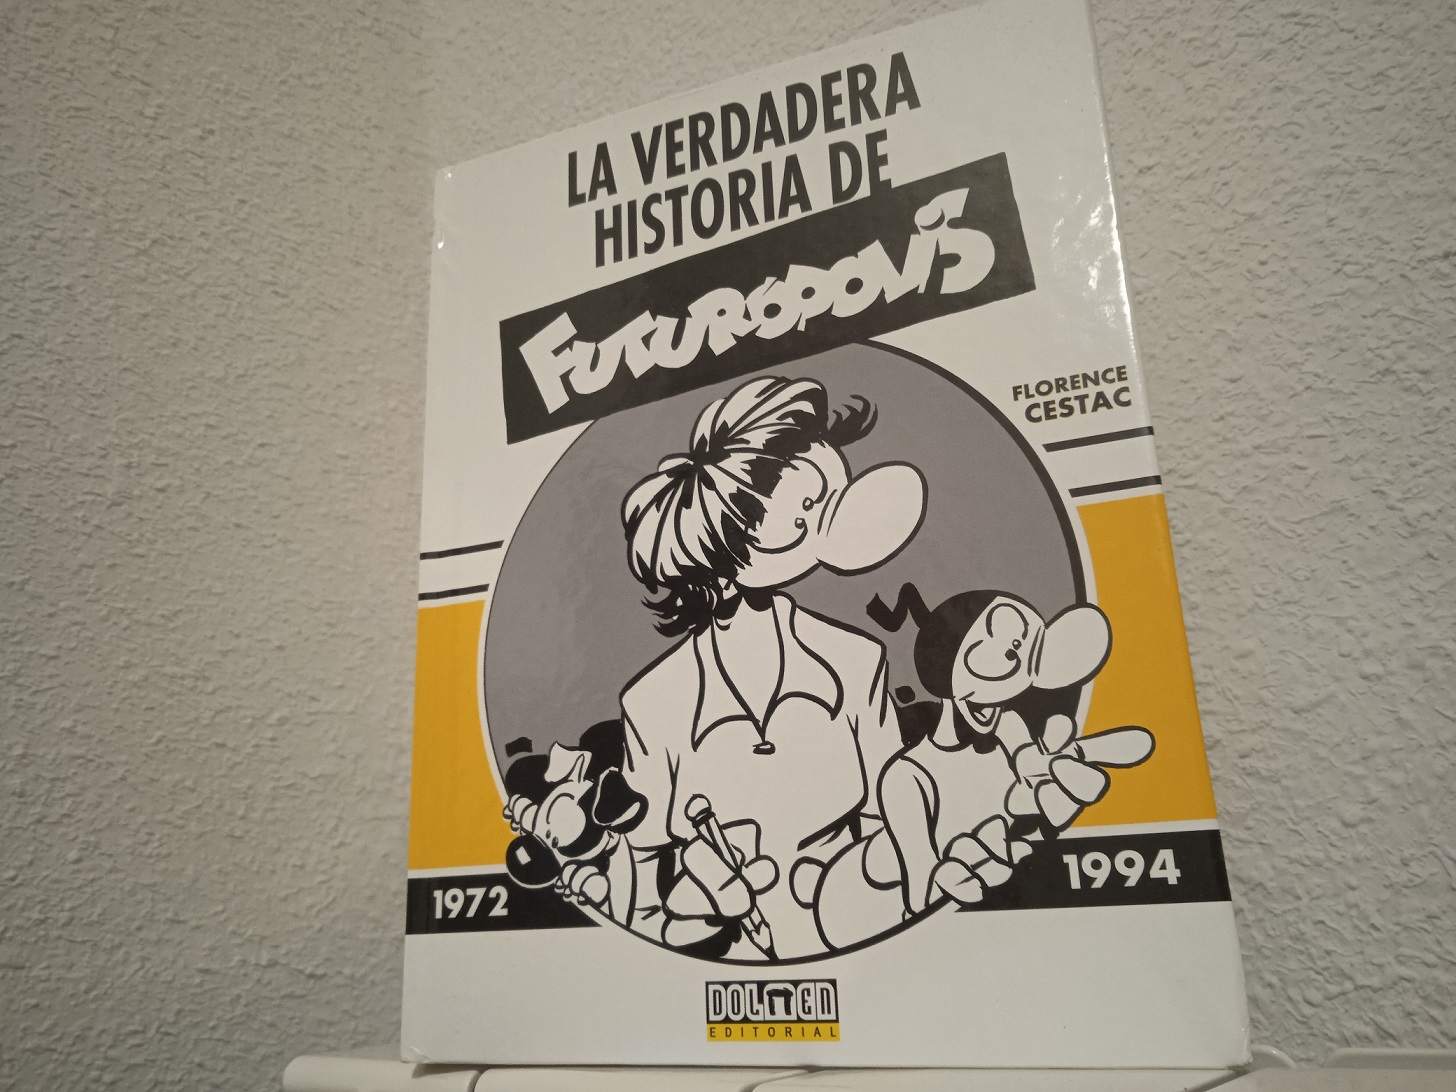 LA VERDADERA
HISTORIA DE
FUTURÓPOLIS
FLORENCE
CESTAC
1972
1994
DOLMEN
EDITORIAL